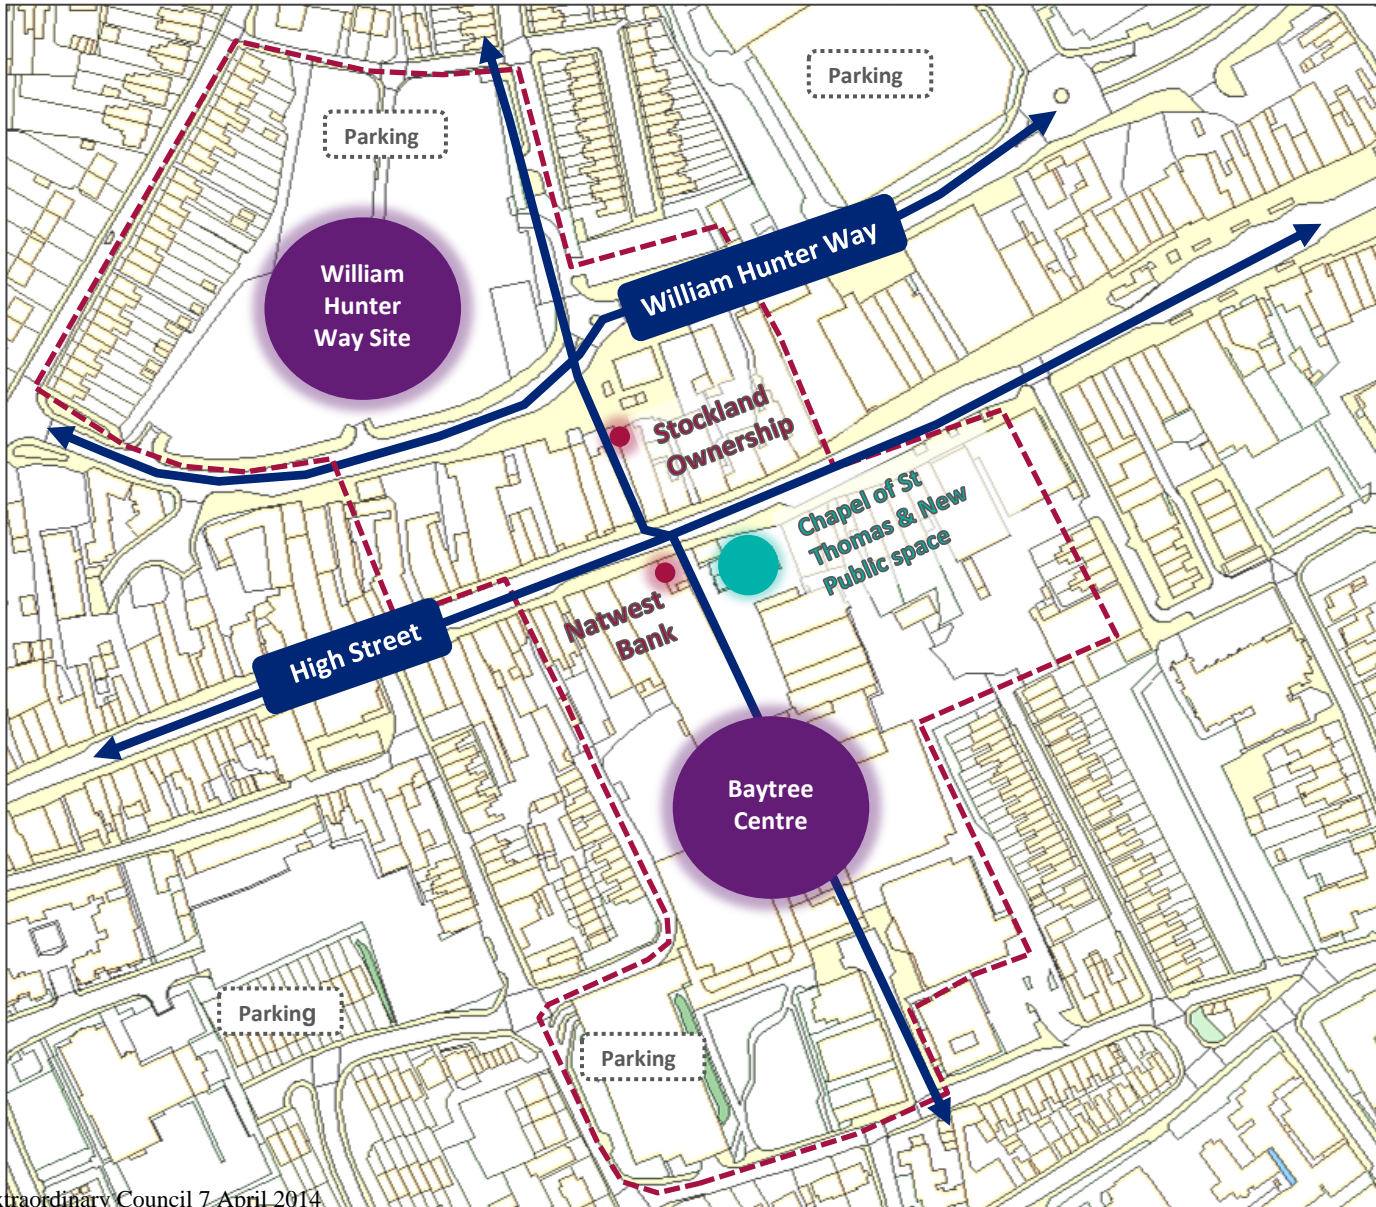 Parking
Parking
William Hunter Way
William
Hunter
Way Site
Stockland
Ownership
Chapel of St
Thomas & New
Public space
Natwest
Bank
High Street
Baytree
Centre
Parking
Parking
xtraordinary Council 7 April 2014